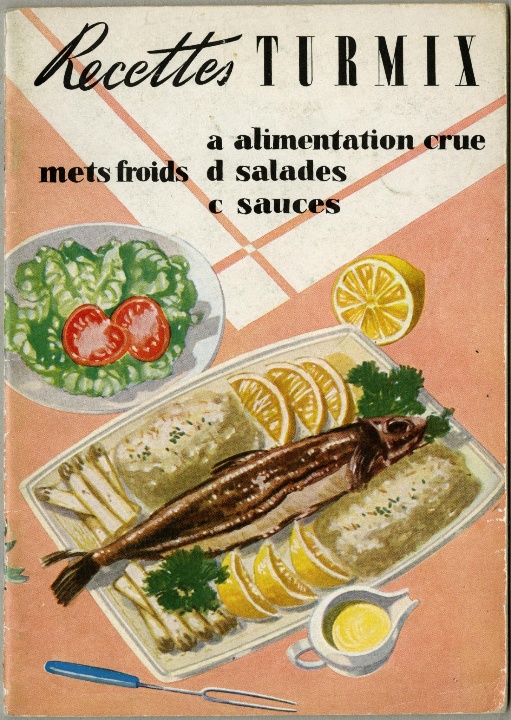 Recettes TURMIX
a alimentation crue
mets froids d salades
c sauces